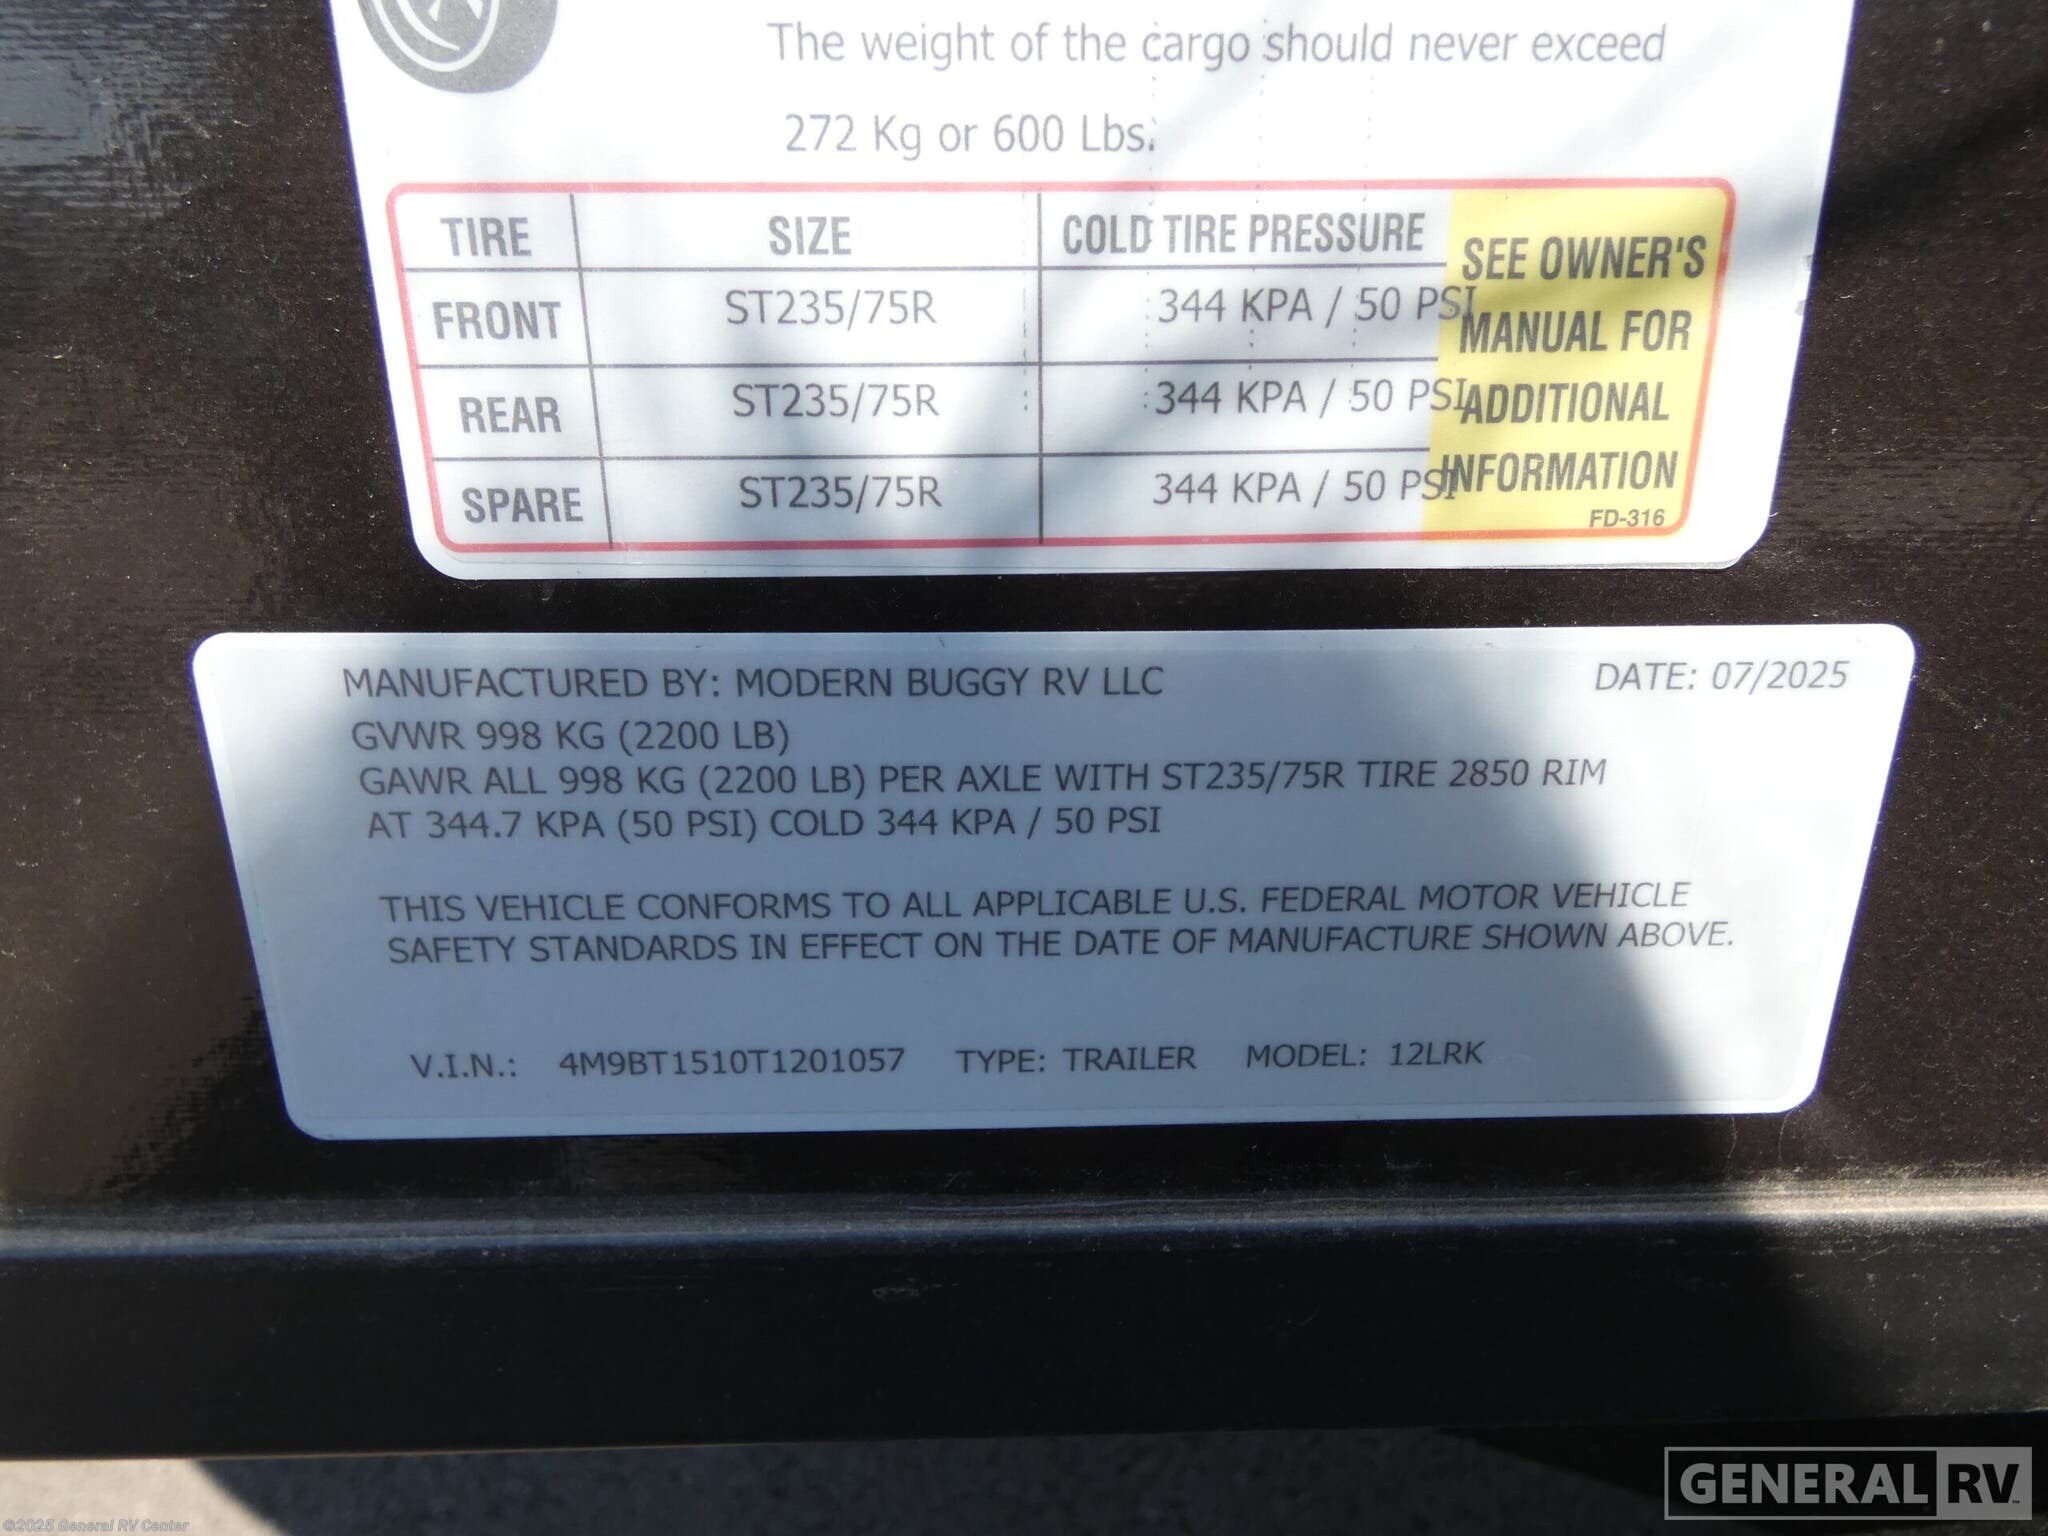 The weight of the cargo should never exceed
272 Kg or 600 Lbs.
TIRE SIZE COLD TIRE PRESSURE
FRONT ST235/75R 344 KPA / 50 PSI
REAR ST235/75R 344 KPA / 50 PSI
SPARE ST235/75R 344 KPA / 50 PSI
SEE OWNER'S
MANUAL FOR
ADDITIONAL
INFORMATION
FD-316
MANUFACTURED BY: MODERN BUGGY RV LLC DATE: 07/2025
GVWR 998 KG (2200 LB)
GAWR ALL 998 KG (2200 LB) PER AXLE WITH ST235/75R TIRE 2850 RIM
AT 344.7 KPA (50 PSI) COLD 344 KPA / 50 PSI
THIS VEHICLE CONFORMS TO ALL APPLICABLE U.S. FEDERAL MOTOR VEHICLE
SAFETY STANDARDS IN EFFECT ON THE DATE OF MANUFACTURE SHOWN ABOVE.
V.I.N.: 4M9BT1510T1201057 TYPE: TRAILER MODEL: 12LRK
GENERAL RV
©2025 General RV Center